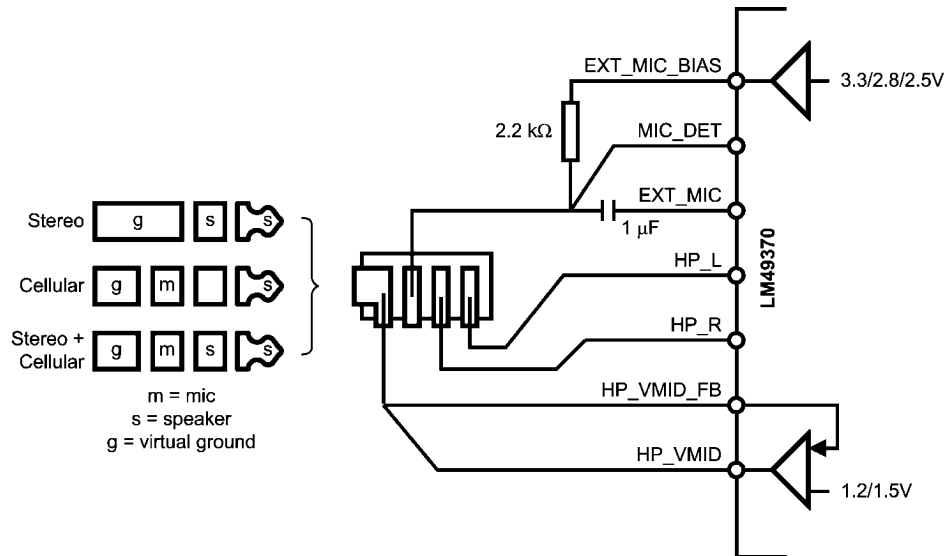 EXT_MIC_BIAS
3.3/2.8/2.5V
2.2 kΩ
MIC_DET
EXT_MIC
1 μF
Stereo
g
s
s
LM49370
HP_L
Cellular
g
m
s
HP_R
Stereo +
Cellular
g
m
s
s
HP_VMID_FB
m = mic
s = speaker
g = virtual ground
HP_VMID
1.2/1.5V